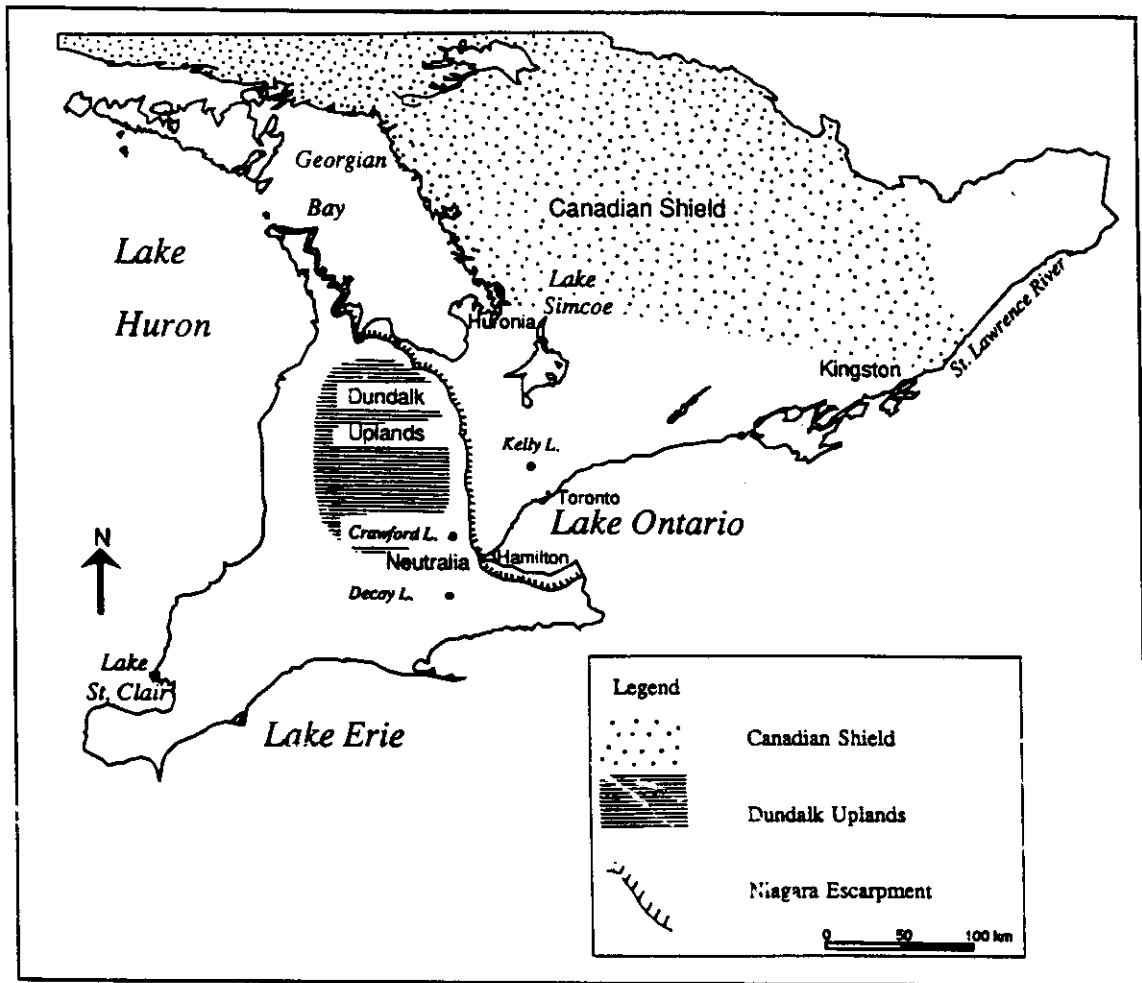 Georgian
Bay
Canadian Shield
Lake
Huron
Lake
Simcoe
Huronia
St. Lawrence River
Kingston
Dundalk
Uplands
Kelly L.
Toronto
Lake Ontario
Crawford L.
N
Neutralia
Hamilton
Decoy L.
Lake
St. Clair
Lake Erie
Legend
Canadian Shield
Dundalk Uplands
Niagara Escarpment
0 50 100 km